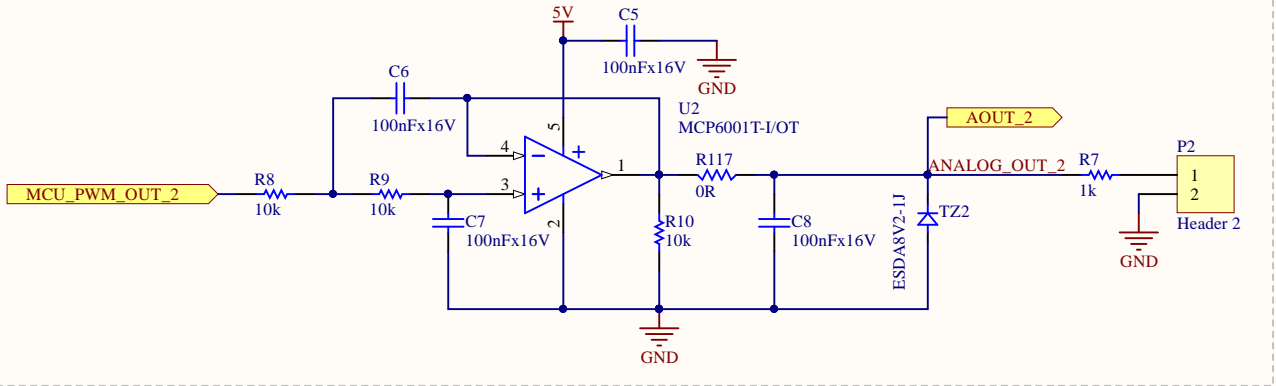 5V
C5
100nFx16V
GND
C6
100nFx16V
U2
MCP6001T-I/OT
5
4
3
1
2
AOUT_2
MCU_PWM_OUT_2
R8
10k
R9
10k
C7
100nFx16V
R117
0R
R10
10k
C8
100nFx16V
ANALOG_OUT_2
ESDA8V2-1J
TZ2
R7
1k
P2
1
2
Header 2
GND
GND